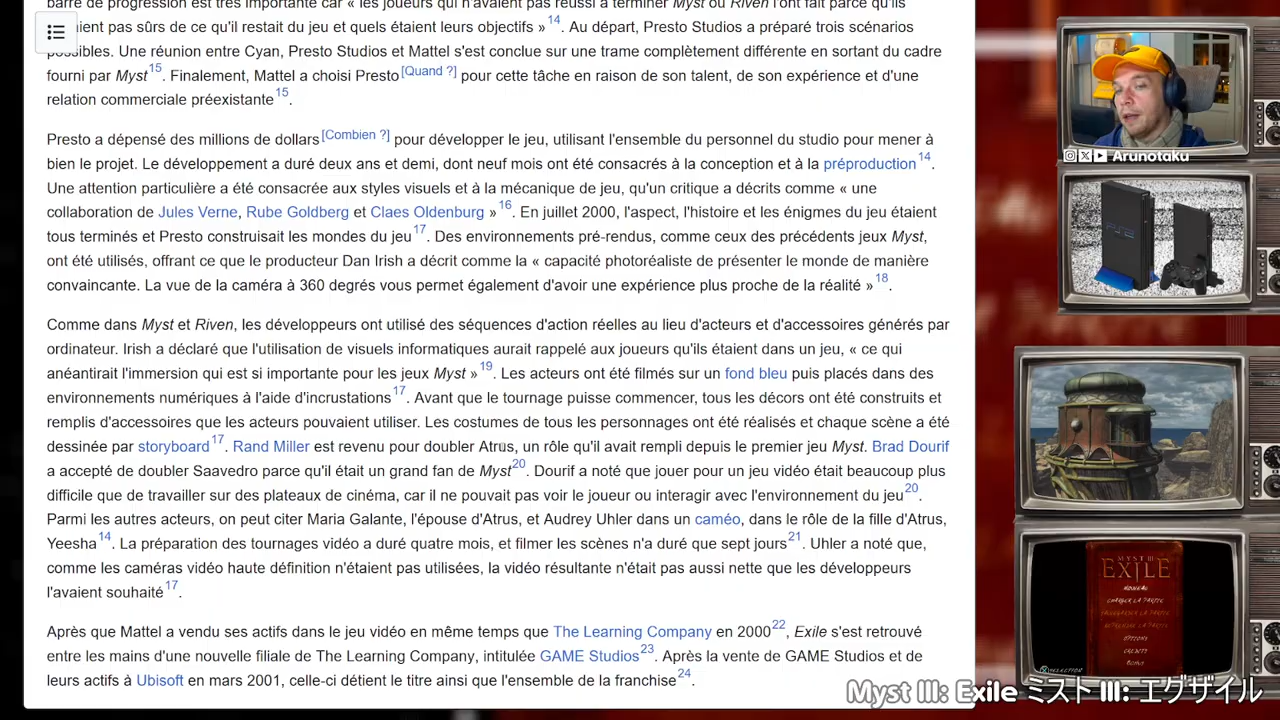 barre de progression est très importante car « les joueurs qui n'avaient pas réussi à terminer Myst ou Riven l'ont fait parce qu'ils
pas sûrs de ce qu'il restait du jeu et quels étaient leurs objectifs »14. Au départ, Presto Studios a préparé trois scénarios
possibles. Une réunion entre Cyan, Presto Studios et Mattel s'est conclue sur une trame complètement différente en sortant du cadre
fourni par Myst15. Finalement, Mattel a choisi Presto[Quand ?] pour cette tâche en raison de son talent, de son expérience et d'une
relation commerciale préexistante15.
Presto a dépensé des millions de dollars[Combien ?] pour développer le jeu, utilisant l'ensemble du personnel du studio pour mener à
bien le projet. Le développement a duré deux ans et demi, dont neuf mois ont été consacrés à la conception et à la préproduction14.
Une attention particulière a été consacrée aux styles visuels et à la mécanique de jeu, qu'un critique a décrits comme « une
collaboration de Jules Verne, Rube Goldberg et Claes Oldenburg »16. En juillet 2000, l'aspect, l'histoire et les énigmes du jeu étaient
tous terminés et Presto construisait les mondes du jeu17. Des environnements pré-rendus, comme ceux des précédents jeux Myst,
ont été utilisés, offrant ce que le producteur Dan Irish a décrit comme la « capacité photoréaliste de présenter le monde de manière
convaincante. La vue de la caméra à 360 degrés vous permet également d'avoir une expérience plus proche de la réalité »18.
Comme dans Myst et Riven, les développeurs ont utilisé des séquences d'action réelles au lieu d'acteurs et d'accessoires générés par
ordinateur. Irish a déclaré que l'utilisation de visuels informatiques aurait rappelé aux joueurs qu'ils étaient dans un jeu, « ce qui
anéantirait l'immersion qui est si importante pour les jeux Myst »19. Les acteurs ont été filmés sur un fond bleu puis placés dans des
environnements numériques à l'aide d'incrustations17. Avant que le tournage puisse commencer, tous les décors ont été construits et
remplis d'accessoires que les acteurs pouvaient utiliser. Les costumes de tous les personnages ont été réalisés et chaque scène a été
dessinée par storyboard17. Rand Miller est revenu pour doubler Atrus, un rôle qu'il avait rempli depuis le premier jeu Myst. Brad Dourif
a accepté de doubler Saavedro parce qu'il était un grand fan de Myst20. Dourif a noté que jouer pour un jeu vidéo était beaucoup plus
difficile que de travailler sur des plateaux de cinéma, car il ne pouvait pas voir le joueur ou interagir avec l'environnement du jeu20.
Parmi les autres acteurs, on peut citer Maria Galante, l'épouse d'Atrus, et Audrey Uhler dans un caméo, dans le rôle de la fille d'Atrus,
Yeesha14. La préparation des tournages vidéo a duré quatre mois, et filmer les scènes n'a duré que sept jours21. Uhler a noté que,
comme les caméras vidéo haute définition n'étaient pas utilisées, la vidéo résultante n'était pas aussi nette que les développeurs
l'avaient souhaité17.
Après que Mattel a vendu ses actifs dans le jeu vidéo en même temps que The Learning Company en 200022, Exile s'est retrouvé
entre les mains d'une nouvelle filiale de The Learning Company, intitulée GAME Studios23. Après la vente de GAME Studios et de
leurs actifs à Ubisoft en mars 2001, celle-ci détient le titre ainsi que l'ensemble de la franchise24.
Arunotaku
MYST III
EXILE
NOUVEAU
CHARGER LA PARTIE
OPTIONS
CREDITS
BONUS
Myst III: Exile ミスト III: エグザイル